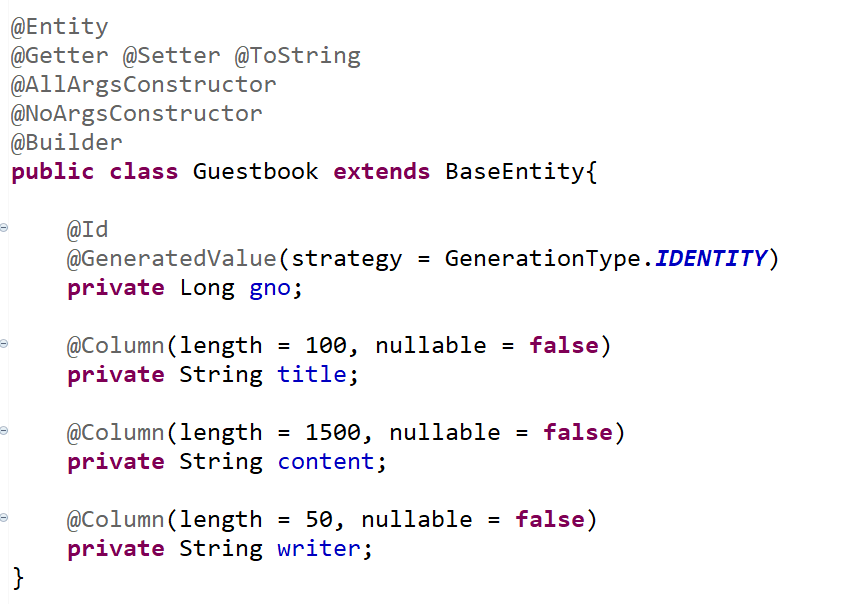 @Entity
@Getter @Setter @ToString
@AllArgsConstructor
@NoArgsConstructor
@Builder
public class Guestbook extends BaseEntity{
@Id
@GeneratedValue(strategy = GenerationType.IDENTITY)
private Long gno;
@Column(length = 100, nullable = false)
private String title;
@Column(length = 1500, nullable = false)
private String content;
@Column(length = 50, nullable = false)
private String writer;
}